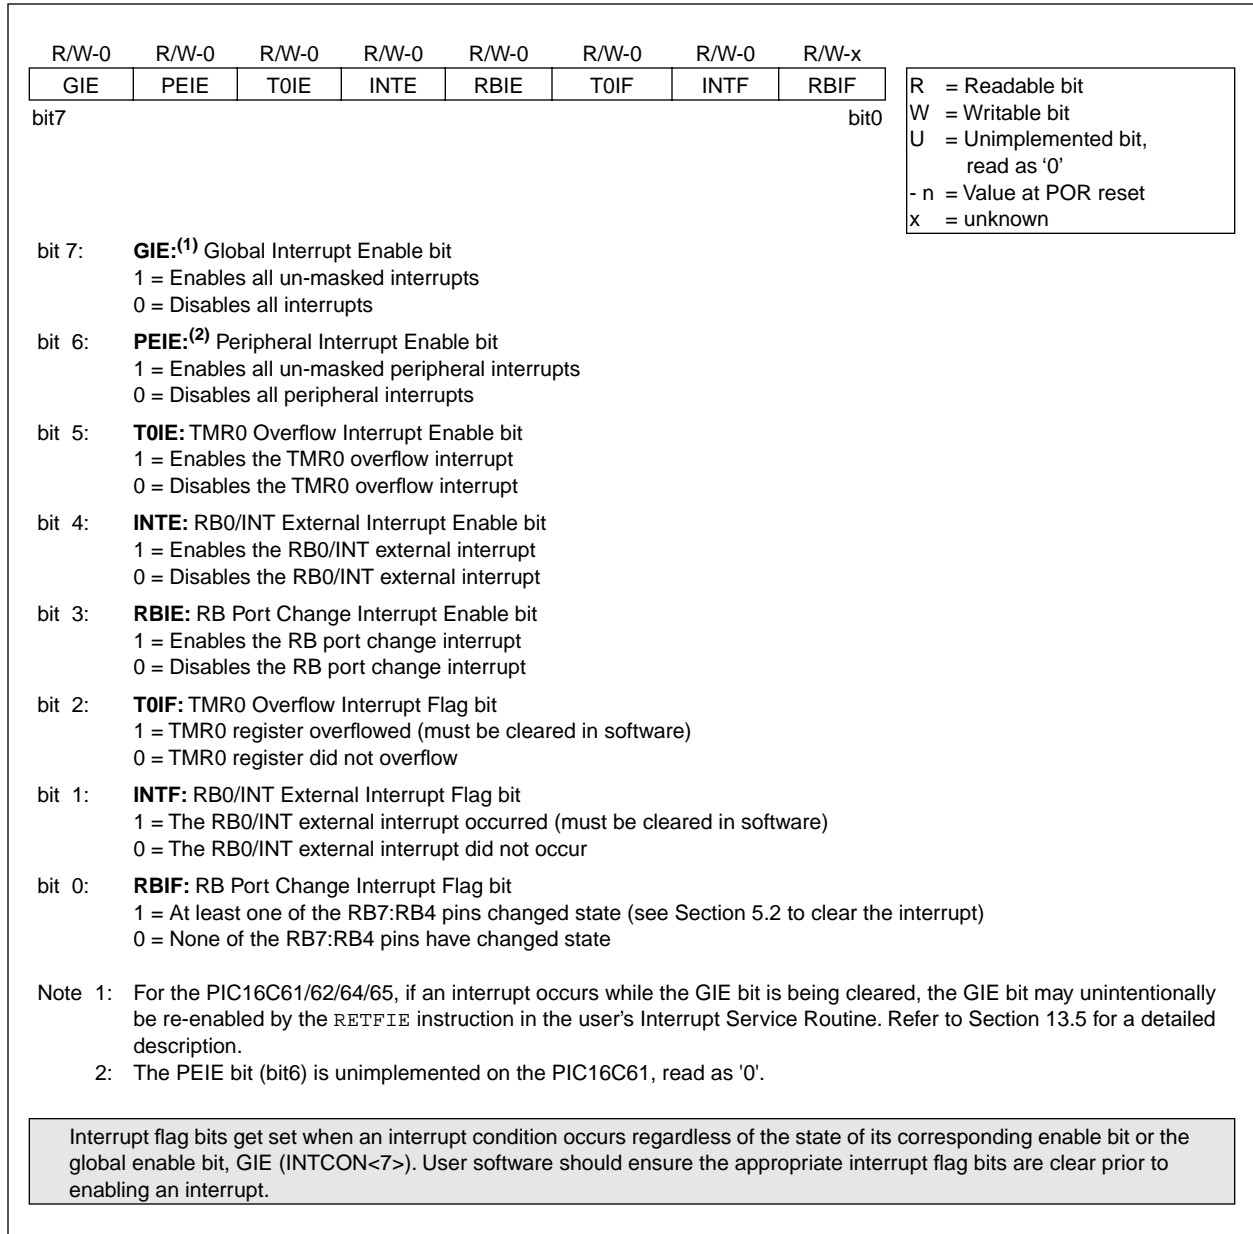 R/W-0 R/W-0 R/W-0 R/W-0 R/W-0 R/W-0 R/W-0 R/W-x
GIE PEIE T0IE INTE RBIE T0IF INTF RBIF
bit7 bit0
R = Readable bit
W = Writable bit
U = Unimplemented bit,
read as ‘0’
- n = Value at POR reset
x = unknown
bit 7: GIE:(1) Global Interrupt Enable bit
1 = Enables all un-masked interrupts
0 = Disables all interrupts
bit 6: PEIE:(2) Peripheral Interrupt Enable bit
1 = Enables all un-masked peripheral interrupts
0 = Disables all peripheral interrupts
bit 5: T0IE: TMR0 Overflow Interrupt Enable bit
1 = Enables the TMR0 overflow interrupt
0 = Disables the TMR0 overflow interrupt
bit 4: INTE: RB0/INT External Interrupt Enable bit
1 = Enables the RB0/INT external interrupt
0 = Disables the RB0/INT external interrupt
bit 3: RBIE: RB Port Change Interrupt Enable bit
1 = Enables the RB port change interrupt
0 = Disables the RB port change interrupt
bit 2: T0IF: TMR0 Overflow Interrupt Flag bit
1 = TMR0 register overflowed (must be cleared in software)
0 = TMR0 register did not overflow
bit 1: INTF: RB0/INT External Interrupt Flag bit
1 = The RB0/INT external interrupt occurred (must be cleared in software)
0 = The RB0/INT external interrupt did not occur
bit 0: RBIF: RB Port Change Interrupt Flag bit
1 = At least one of the RB7:RB4 pins changed state (see Section 5.2 to clear the interrupt)
0 = None of the RB7:RB4 pins have changed state
Note 1: For the PIC16C61/62/64/65, if an interrupt occurs while the GIE bit is being cleared, the GIE bit may unintentionally
be re-enabled by the RETFIE instruction in the user’s Interrupt Service Routine. Refer to Section 13.5 for a detailed
description.
2: The PEIE bit (bit6) is unimplemented on the PIC16C61, read as '0'.
Interrupt flag bits get set when an interrupt condition occurs regardless of the state of its corresponding enable bit or the
global enable bit, GIE (INTCON<7>). User software should ensure the appropriate interrupt flag bits are clear prior to
enabling an interrupt.